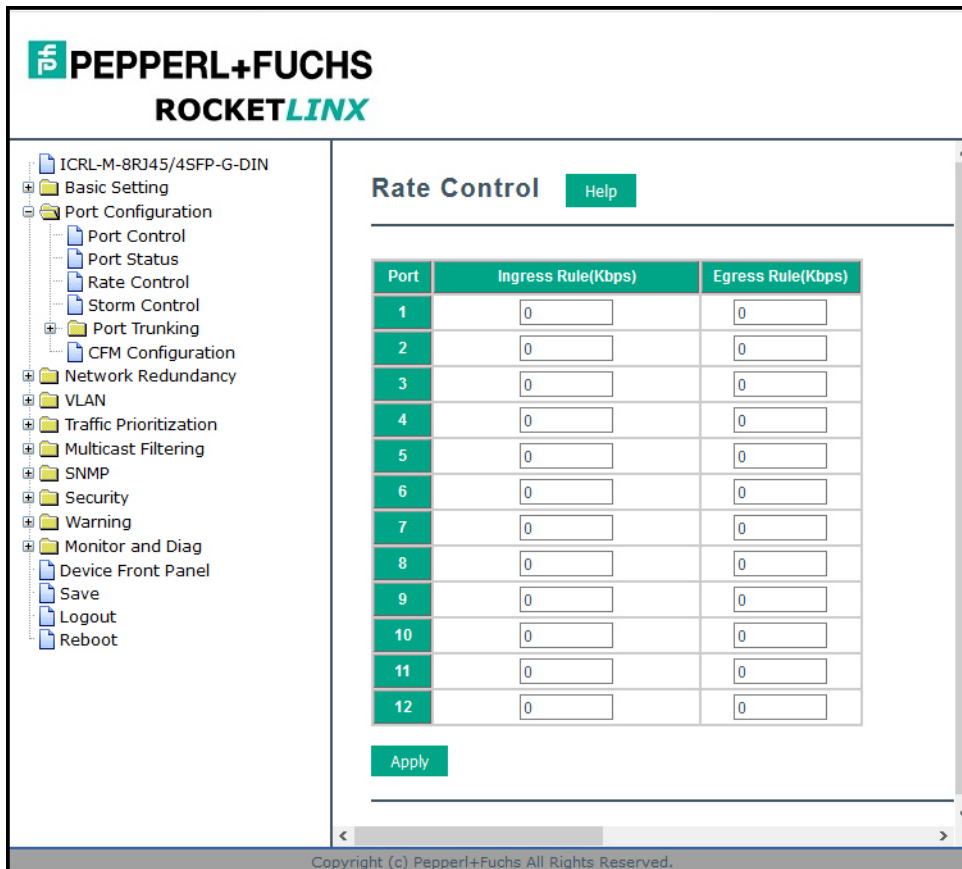 PEPPERL+FUCHS
ROCKETLINX
ICRL-M-8RJ45/4SFP-G-DIN
Basic Setting
Port Configuration
Port Control
Port Status
Rate Control
Storm Control
Port Trunking
CFM Configuration
Network Redundancy
VLAN
Traffic Prioritization
Multicast Filtering
SNMP
Security
Warning
Monitor and Diag
Device Front Panel
Save
Logout
Reboot
Rate Control Help
Port Ingress Rule(Kbps) Egress Rule(Kbps)
1 0 0
2 0 0
3 0 0
4 0 0
5 0 0
6 0 0
7 0 0
8 0 0
9 0 0
10 0 0
11 0 0
12 0 0
Apply
Copyright (c) Pepperl+Fuchs All Rights Reserved.